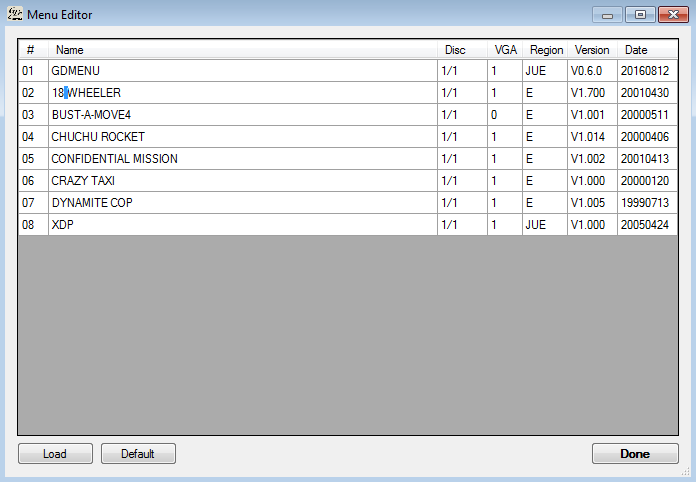 Menu Editor
# Name Disc VGA Region Version Date
01 GDMENU 1/1 1 JUE V0.6.0 20160812
02 18 WHEELER 1/1 1 E V1.700 20010430
03 BUST-A-MOVE4 1/1 0 E V1.001 20000511
04 CHUCHU ROCKET 1/1 1 E V1.014 20000406
05 CONFIDENTIAL MISSION 1/1 1 E V1.002 20010413
06 CRAZY TAXI 1/1 1 E V1.000 20000120
07 DYNAMITE COP 1/1 1 E V1.005 19990713
08 XDP 1/1 1 JUE V1.000 20050424
Load Default Done